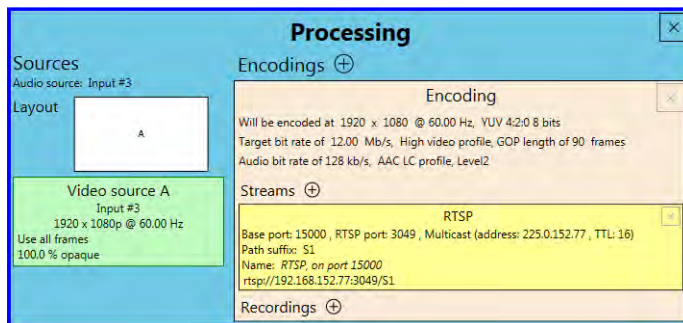 Processing
Sources
Audio source: Input #3
Layout
A
Video source A
Input #3
1920 x 1080p @ 60.00 Hz
Use all frames
100.0 % opaque
Encodings
Encoding
Will be encoded at 1920 x 1080 @ 60.00 Hz, YUV 4:2:0 8 bits
Target bit rate of 12.00 Mb/s, High video profile, GOP length of 90 frames
Audio bit rate of 128 kb/s, AAC LC profile, Level2
Streams
RTSP
Base port: 15000 , RTSP port: 3049 , Multicast (address: 225.0.152.77 , TTL: 16)
Path suffix: S1
Name: RTSP, on port 15000
rtsp://192.168.152.77:3049/S1
Recordings